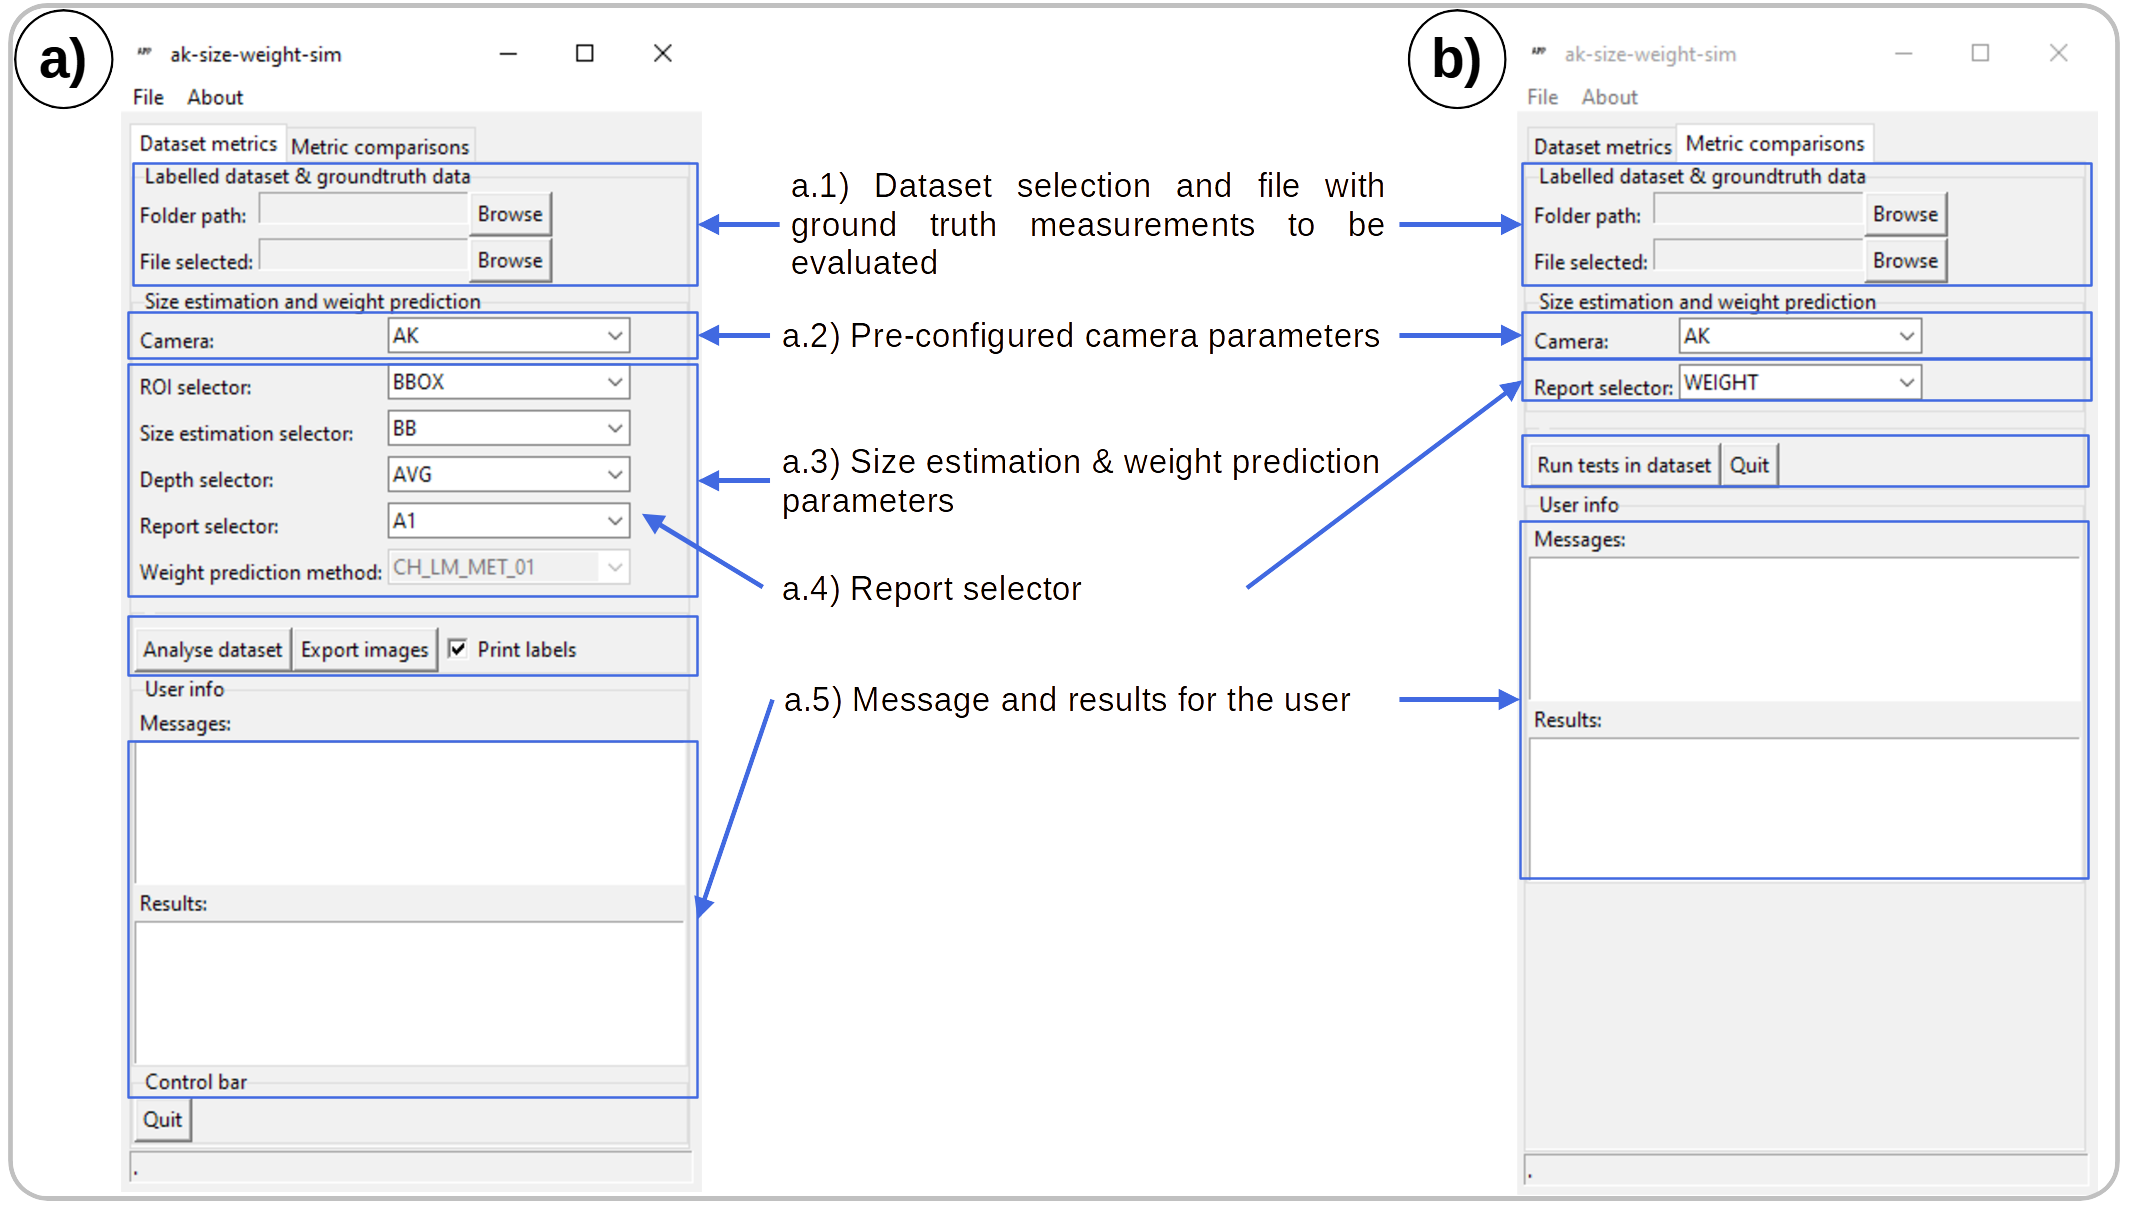 a)
APP ak-size-weight-sim
File About
Dataset metrics Metric comparisons
Labelled dataset & groundtruth data
Folder path: Browse
File selected: Browse
Size estimation and weight prediction
Camera: AK
ROI selector: BBOX
Size estimation selector: BB
Depth selector: AVG
Report selector: A1
Weight prediction method: CH_LM_MET_01
Analyse dataset Export images Print labels
User info
Messages:
Results:
Control bar
Quit
.
a.1) Dataset selection and file with
ground truth measurements to be
evaluated
a.2) Pre-configured camera parameters
a.3) Size estimation & weight prediction
parameters
a.4) Report selector
a.5) Message and results for the user
b)
APP ak-size-weight-sim
File About
Dataset metrics Metric comparisons
Labelled dataset & groundtruth data
Folder path: Browse
File selected: Browse
Size estimation and weight prediction
Camera: AK
Report selector: WEIGHT
Run tests in dataset Quit
User info
Messages:
Results:
.